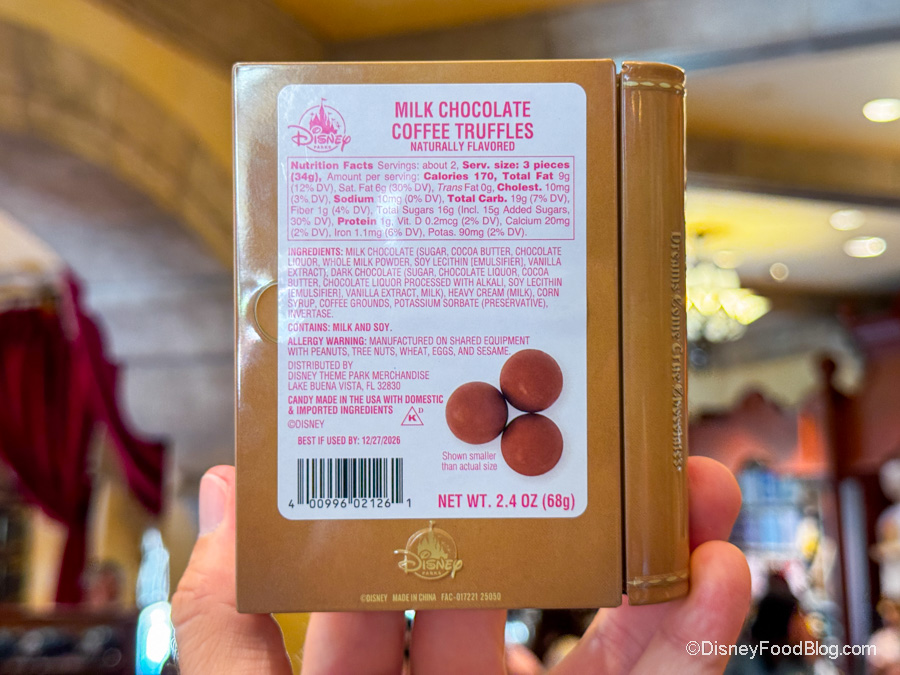 Disney
PARKS
MILK CHOCOLATE
COFFEE TRUFFLES
NATURALLY FLAVORED
Nutrition Facts Servings: about 2, Serv. size: 3 pieces
(34g), Amount per serving: Calories 170, Total Fat 9g
(12% DV), Sat. Fat 6g (30% DV), Trans Fat 0g, Cholest. 10mg
(3% DV), Sodium 10mg (0% DV), Total Carb. 19g (7% DV),
Fiber 1g (4% DV), Total Sugars 16g (Incl. 15g Added Sugars,
30% DV), Protein 1g, Vit. D 0.2mcg (2% DV), Calcium 20mg
(2% DV), Iron 1.1mg (6% DV), Potas. 90mg (2% DV).
INGREDIENTS: MILK CHOCOLATE (SUGAR, COCOA BUTTER, CHOCOLATE
LIQUOR, WHOLE MILK POWDER, SOY LECITHIN [EMULSIFIER], VANILLA
EXTRACT), DARK CHOCOLATE (SUGAR, CHOCOLATE LIQUOR, COCOA
BUTTER, CHOCOLATE LIQUOR PROCESSED WITH ALKALI, SOY LECITHIN
[EMULSIFIER], VANILLA EXTRACT, MILK), HEAVY CREAM (MILK), CORN
SYRUP, COFFEE GROUNDS, POTASSIUM SORBATE (PRESERVATIVE),
INVERTASE.
CONTAINS: MILK AND SOY.
ALLERGY WARNING: MANUFACTURED ON SHARED EQUIPMENT
WITH PEANUTS, TREE NUTS, WHEAT, EGGS, AND SESAME.
DISTRIBUTED BY
DISNEY THEME PARK MERCHANDISE
LAKE BUENA VISTA, FL 32830
CANDY MADE IN THE USA WITH DOMESTIC
& IMPORTED INGREDIENTS
K D
©DISNEY
BEST IF USED BY: 12/27/2026
Shown smaller
than actual size
4 00996 02126 1
NET WT. 2.4 OZ (68g)
Disney
PARKS
©DISNEY MADE IN CHINA FAC-017221 25050
Dreams Come True
©DisneyFoodBlog.com